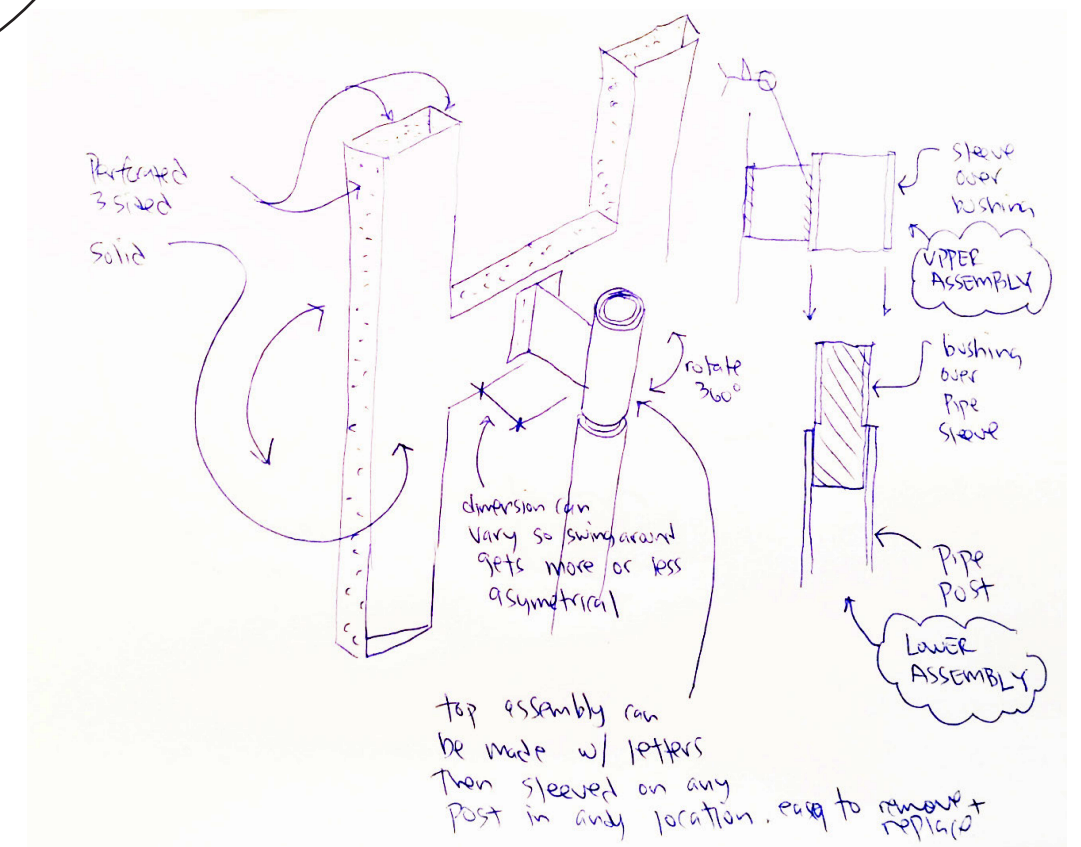 Perforated
3 sided
Solid
sleeve
over
bushing
UPPER
ASSEMBLY
rotate
360°
bushing
over
Pipe
Sleeve
dimension can
vary so swing around
gets more or less
asymetrical
Pipe
Post
LOWER
ASSEMBLY
top assembly can
be made w/ letters
Then sleeved on any
post in any location. easy to remove +
replace